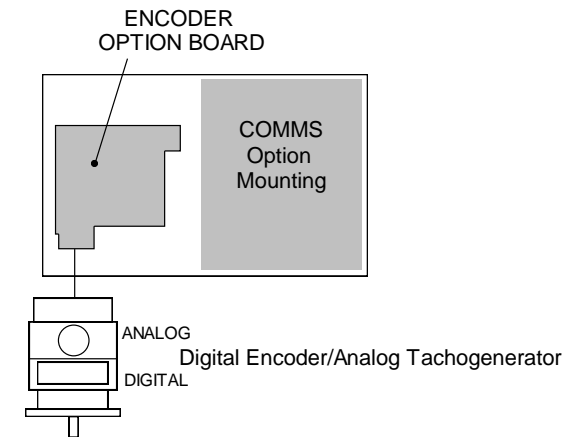 ENCODER
OPTION BOARD
COMMS
Option
Mounting
ANALOG
Digital Encoder/Analog Tachogenerator
DIGITAL